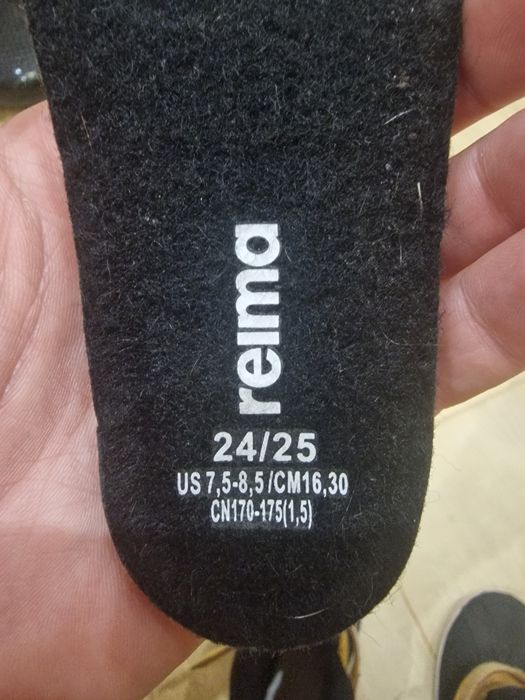 reima
24/25
US 7,5-8,5/CM16,30
CN170-175(1,5)